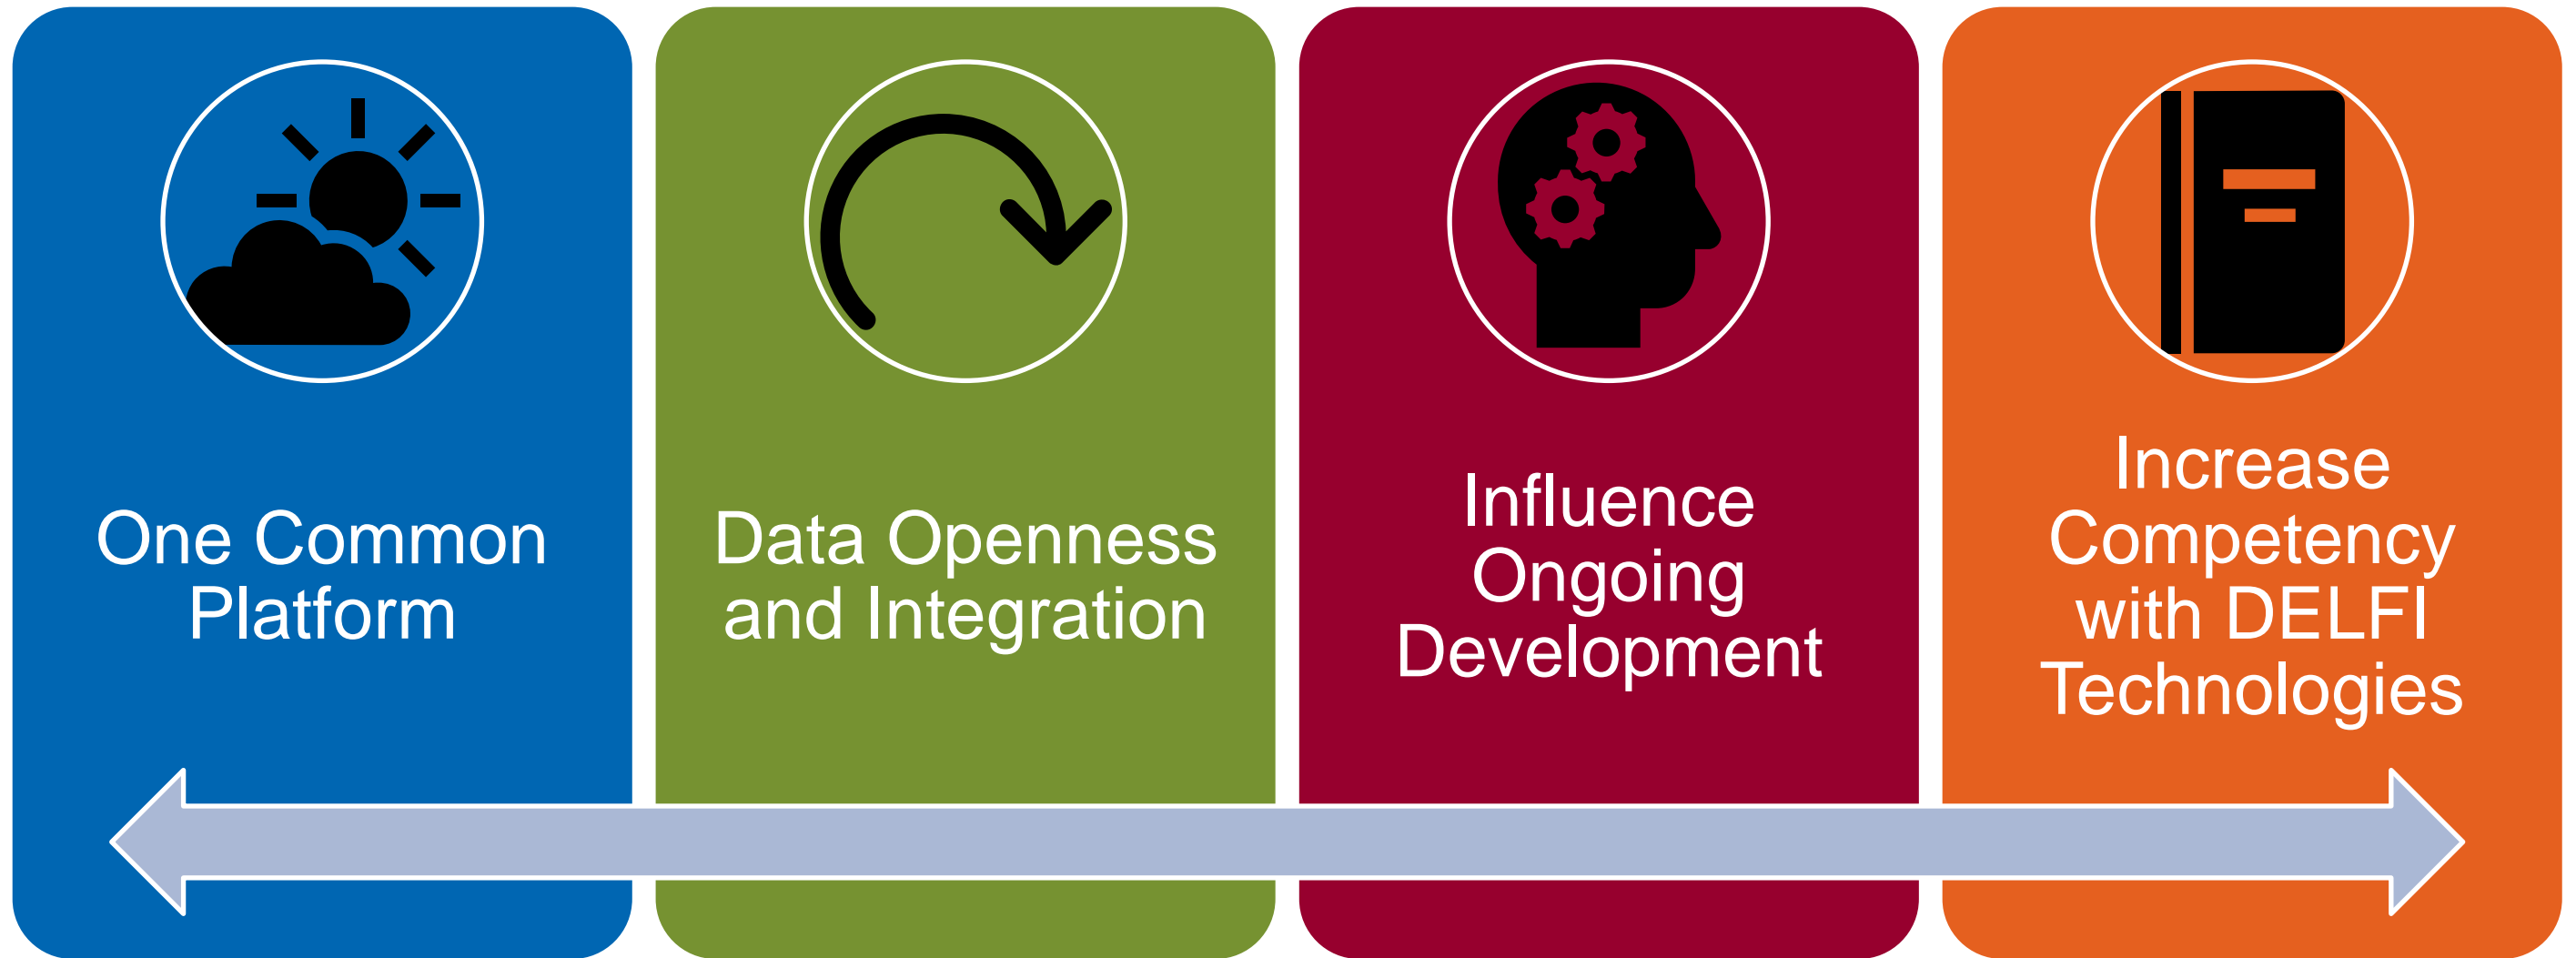 One Common
Platform
Data Openness
and Integration
Influence
Ongoing
Development
Increase
Competency
with DELFI
Technologies